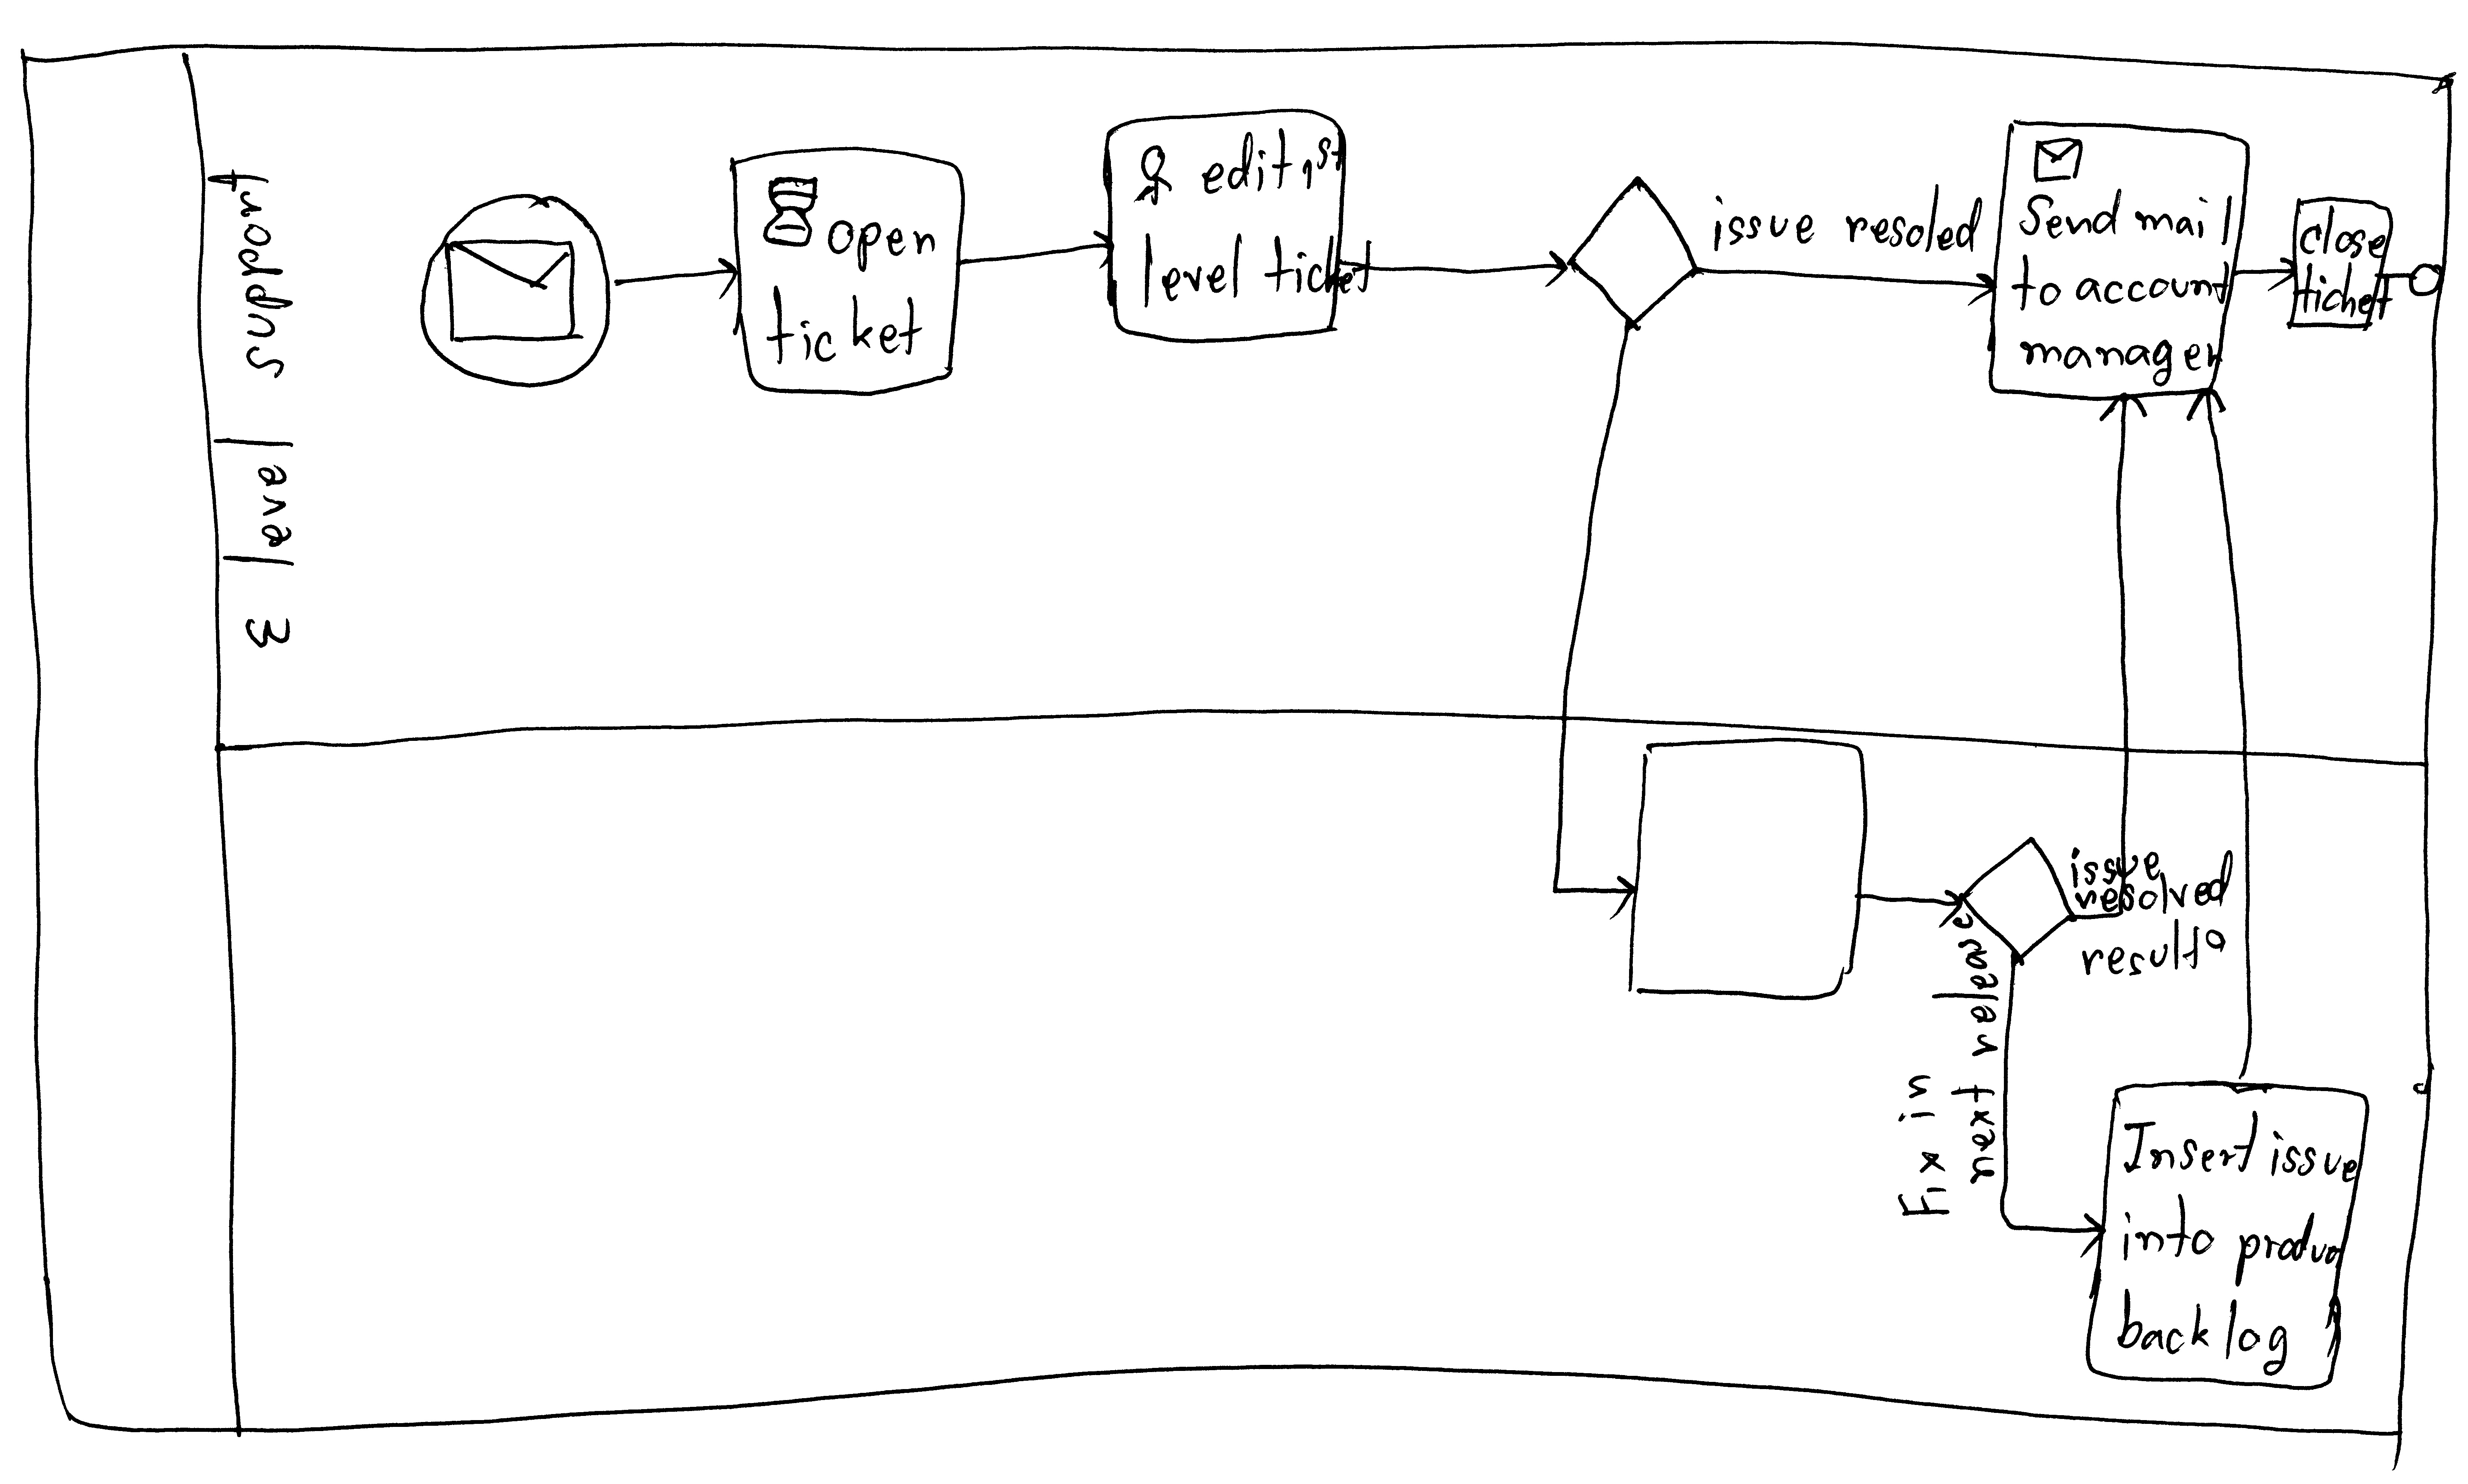 level support
open
ticket
edit 1st
level ticket
issue resoled
Send mail
to account
manager
close
ticket
issue
resolved
result
Fix in
next release
Insert issue
into produc
backlog